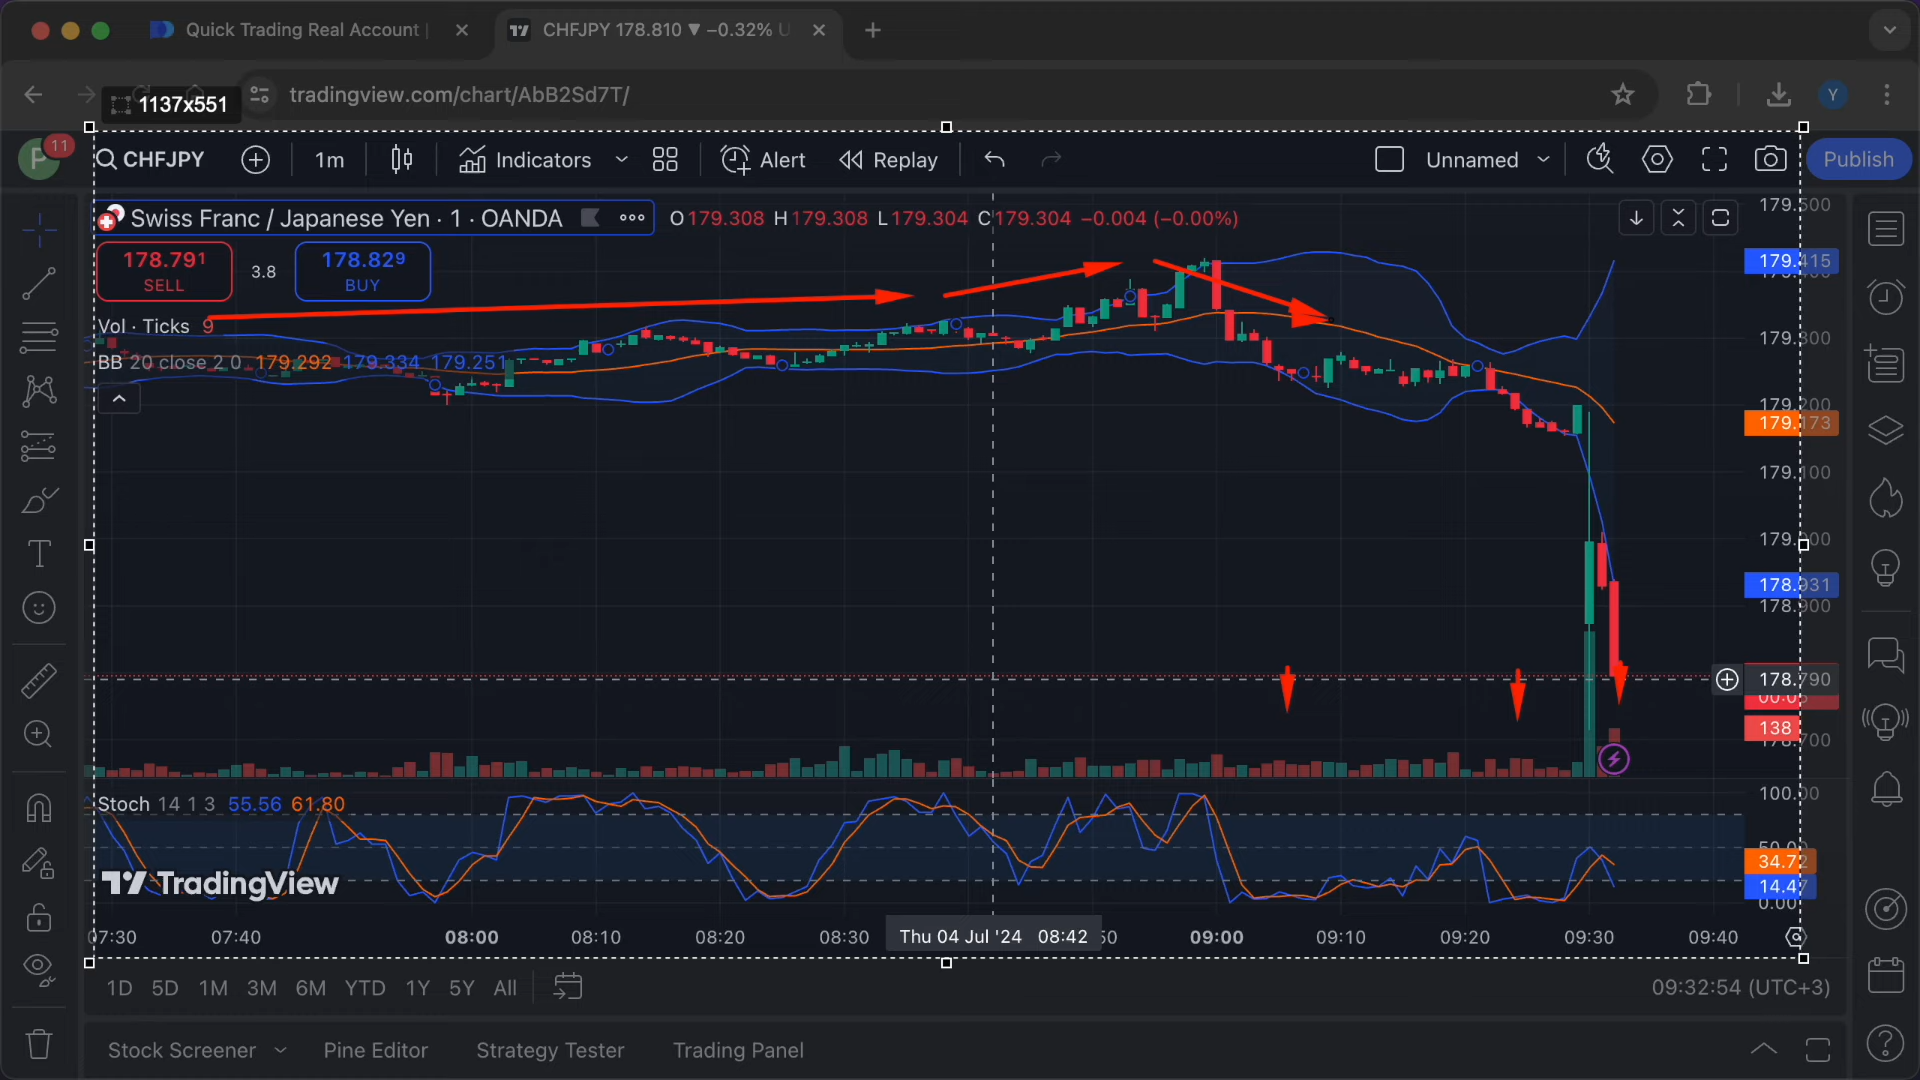 Quick Trading Real Account |
CHFJPY 178.810 ▼ −0.32% U
tradingview.com/chart/AbB2Sd7T/
Y
1137x551
P
11
CHFJPY
1m
Indicators
Alert
Replay
Unnamed
Publish
Swiss Franc / Japanese Yen · 1 · OANDA
O179.308 H179.308 L179.304 C179.304 −0.004 (−0.00%)
178.791
SELL
3.8
178.829
BUY
Vol · Ticks 9
BB 20 close 2 0 179.292 179.334 179.251
179.500
179.415
179.300
179.200
179.173
179.100
179.000
178.931
178.900
178.790
138
178.700
Stoch 14 1 3 55.56 61.80
100.00
50.00
34.72
14.47
0.00
TradingView
07:30 07:40 08:00 08:10 08:20 08:30 Thu 04 Jul '24 08:42 09:00 09:10 09:20 09:30 09:40
1D 5D 1M 3M 6M YTD 1Y 5Y All
09:32:54 (UTC+3)
Stock Screener Pine Editor Strategy Tester Trading Panel